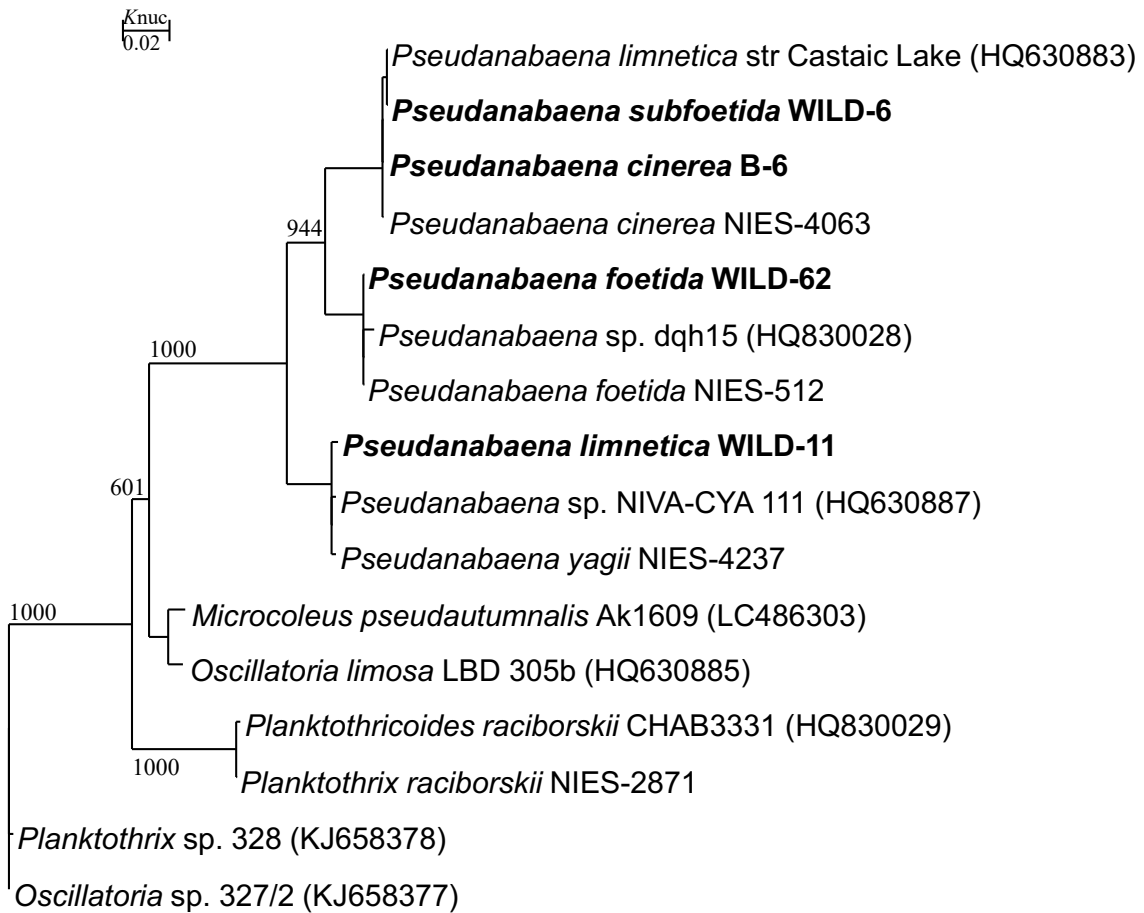 Knuc
0.02
Pseudanabaena limnetica str Castaic Lake (HQ630883)
Pseudanabaena subfoetida WILD-6
Pseudanabaena cinerea B-6
Pseudanabaena cinerea NIES-4063
944
Pseudanabaena foetida WILD-62
Pseudanabaena sp. dqh15 (HQ830028)
1000
Pseudanabaena foetida NIES-512
Pseudanabaena limnetica WILD-11
601
Pseudanabaena sp. NIVA-CYA 111 (HQ630887)
Pseudanabaena yagii NIES-4237
1000
Microcoleus pseudautumnalis Ak1609 (LC486303)
Oscillatoria limosa LBD 305b (HQ630885)
Planktothricoides raciborskii CHAB3331 (HQ830029)
1000
Planktothrix raciborskii NIES-2871
Planktothrix sp. 328 (KJ658378)
Oscillatoria sp. 327/2 (KJ658377)